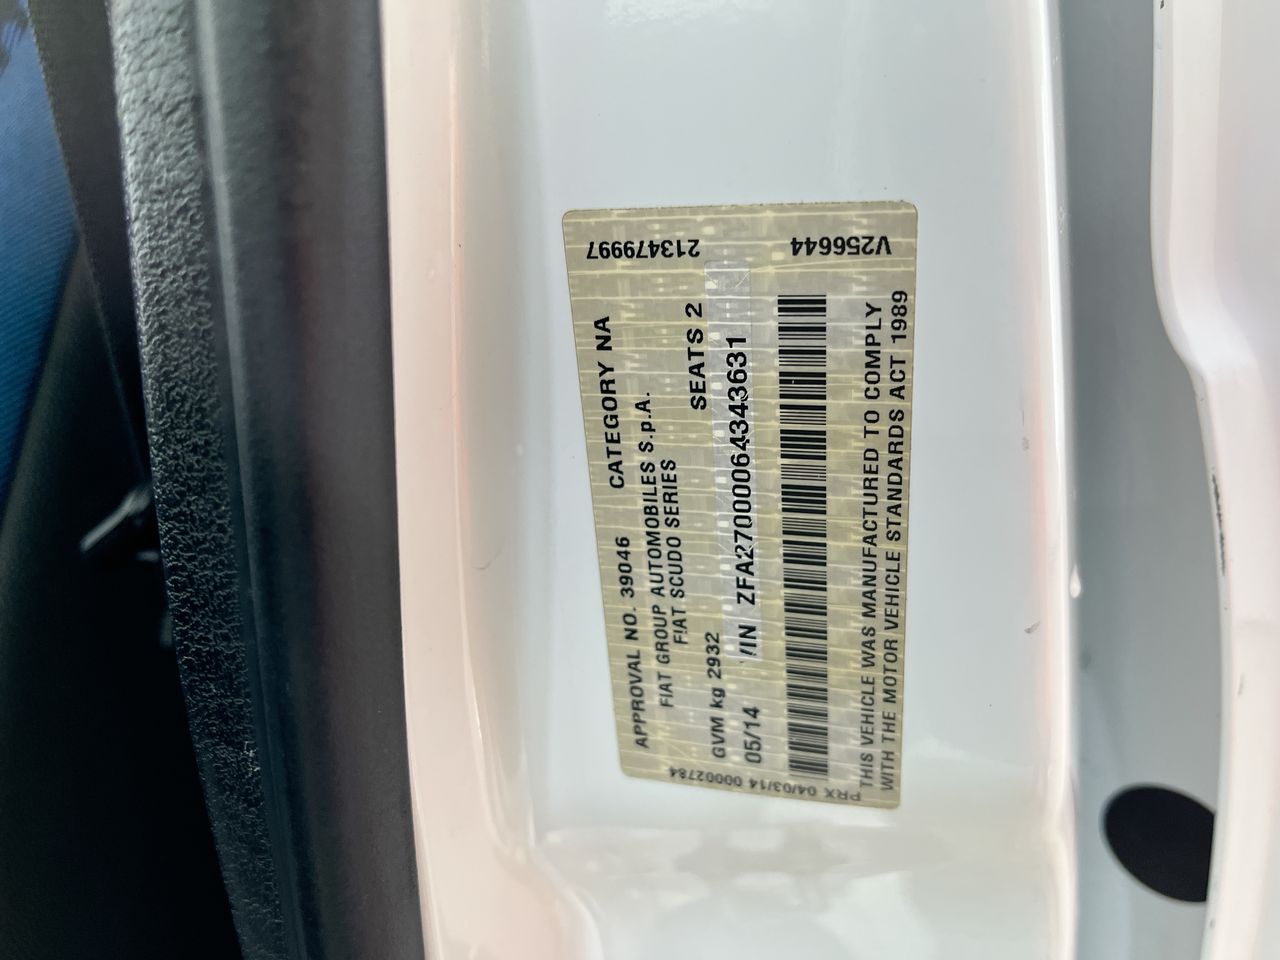 APPROVAL NO. 39046 CATEGORY NA
FIAT GROUP AUTOMOBILES S.p.A.
FIAT SCUDO SERIES
GVM kg 2932 SEATS 2
05/14 VIN ZFA27000064343631
THIS VEHICLE WAS MANUFACTURED TO COMPLY
WITH THE MOTOR VEHICLE STANDARDS ACT 1989
213479997
V256644
PRX 04/03/14 00002784